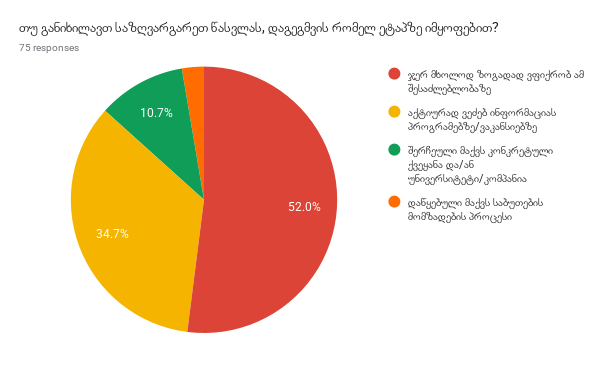 თუ განიხილავთ საზღვარგარეთ წასვლას, დაგეგმვის რომელ ეტაპზე იმყოფებით?
75 responses
ჯერ მხოლოდ ზოგადად ვფიქრობ ამ
შესაძლებლობაზე
აქტიურად ვეძებ ინფორმაციას
პროგრამებზე/ვაკანსიებზე
შერჩეული მაქვს კონკრეტული
ქვეყანა და/ან
უნივერსიტეტი/კომპანია
დაწყებული მაქვს საბუთების
მომზადების პროცესი
10.7%
52.0%
34.7%